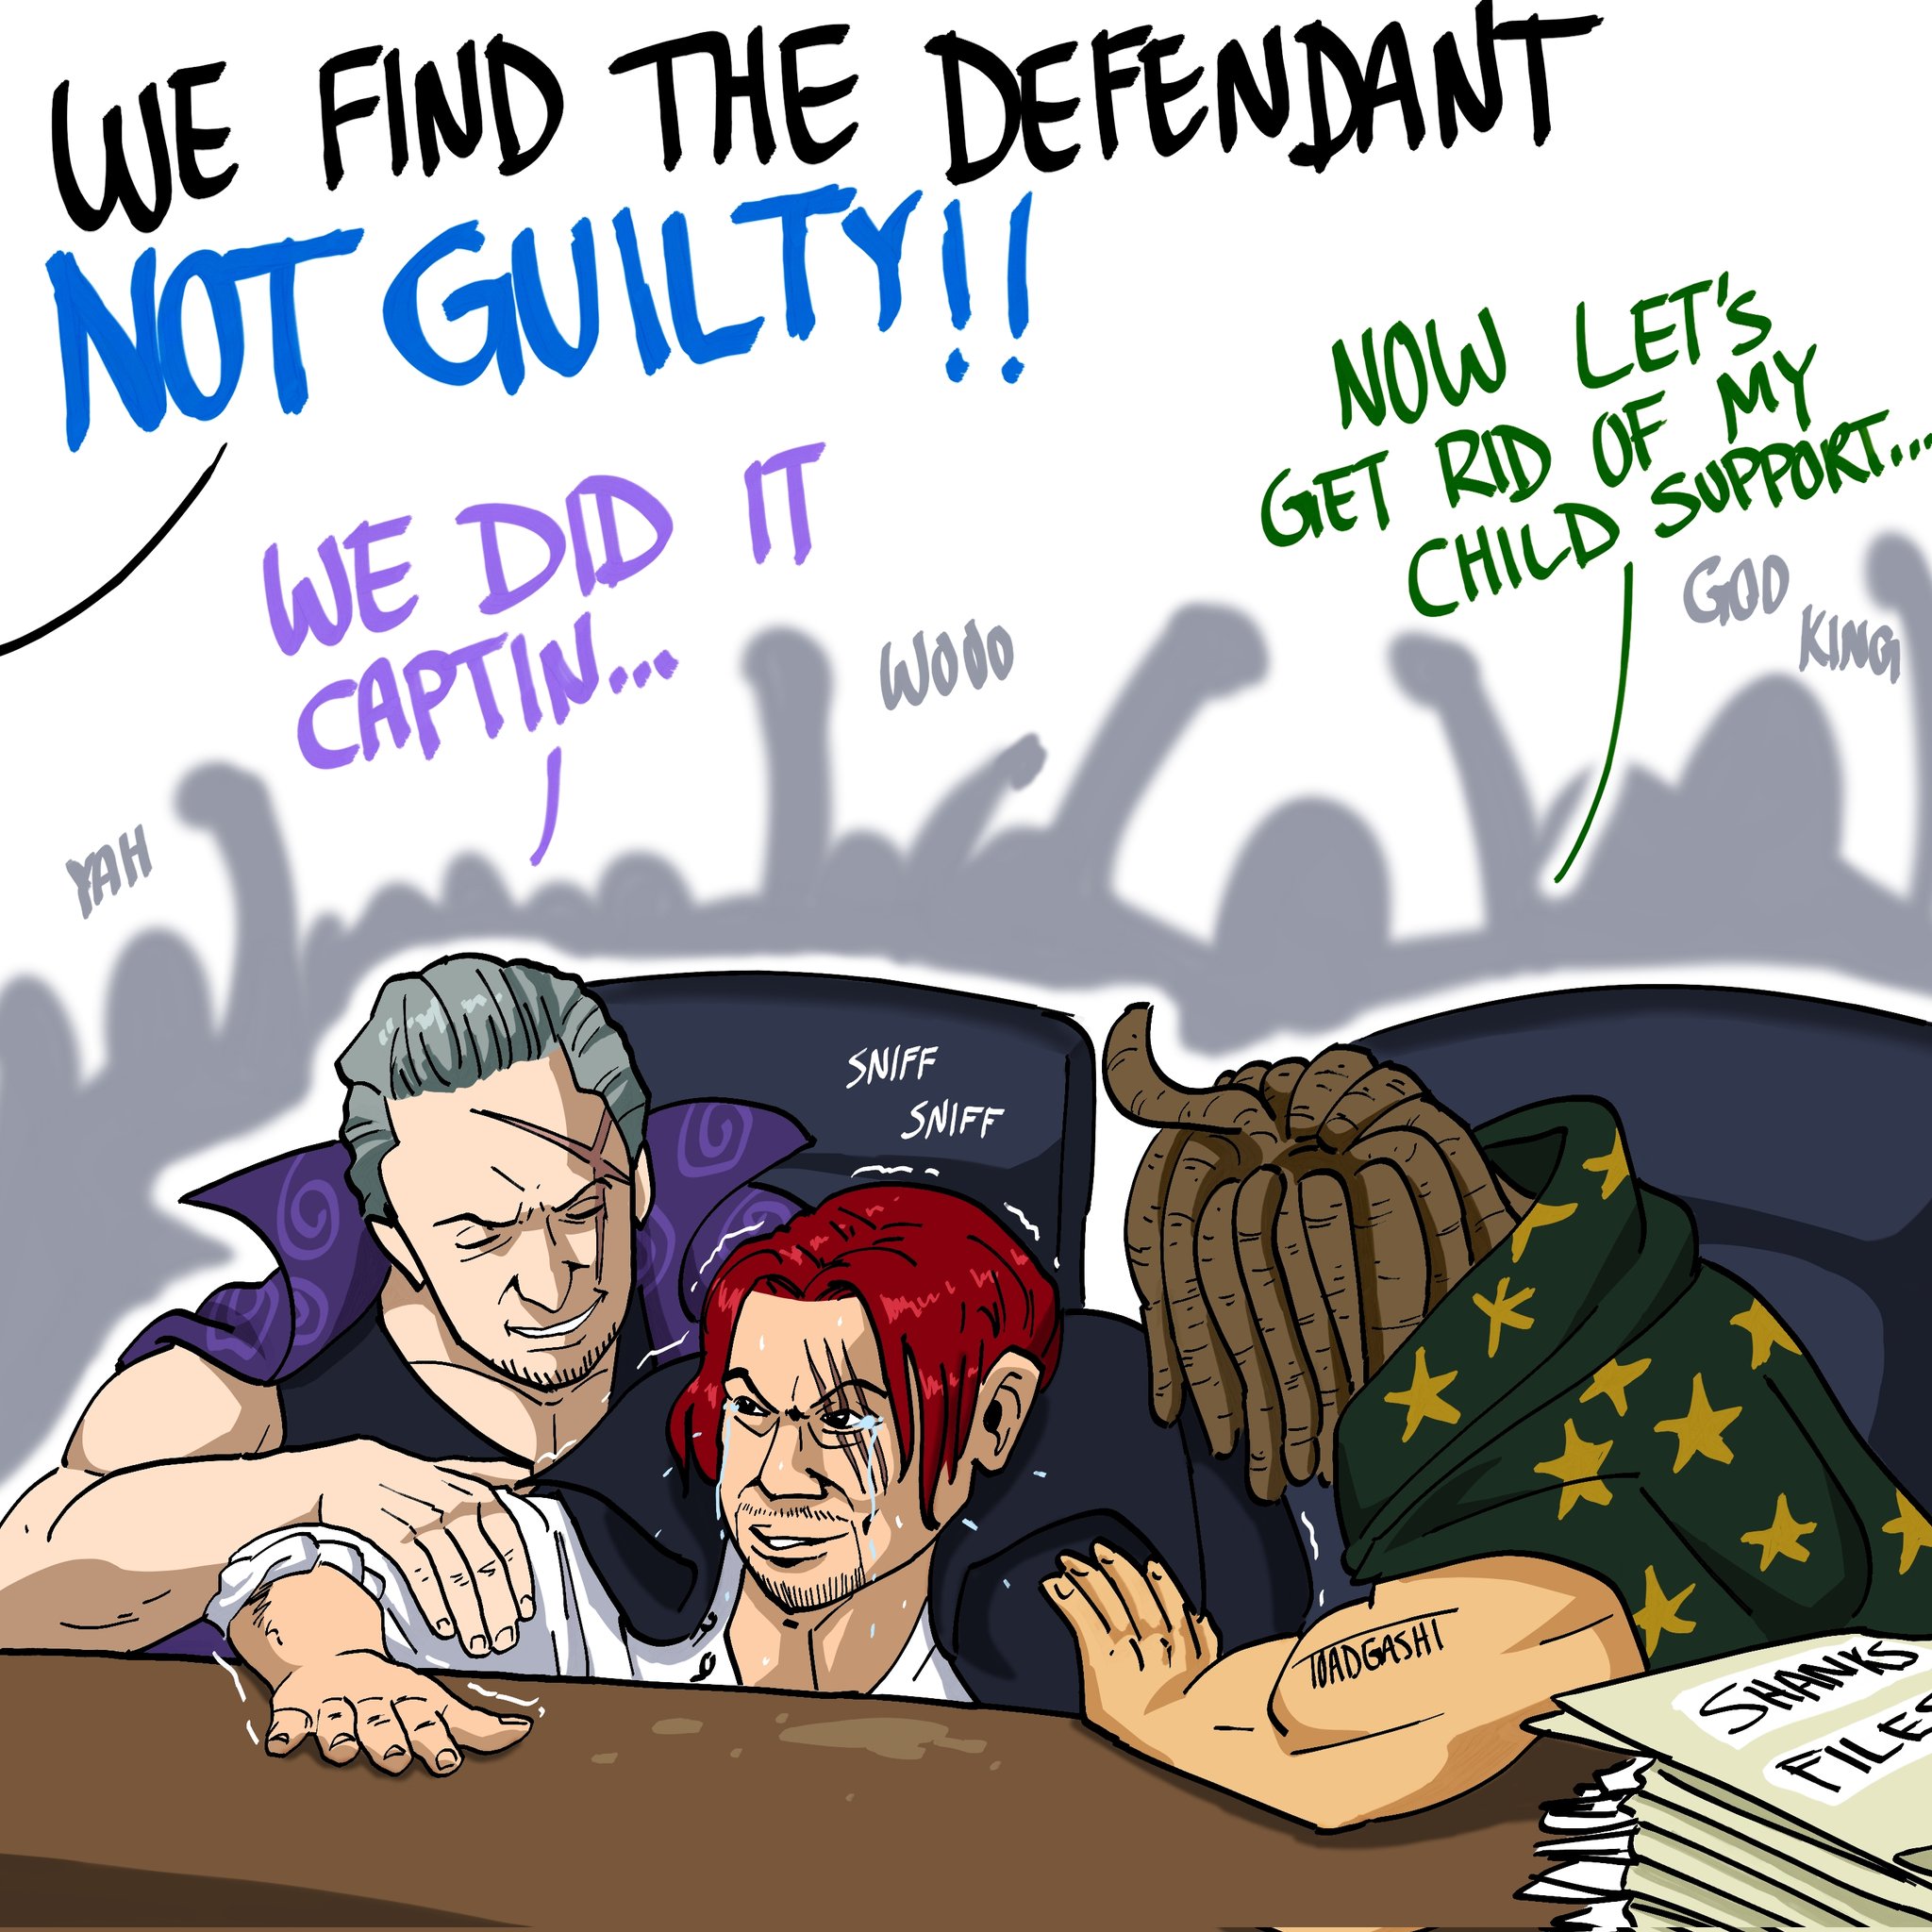 WE FIND THE DEFENDANT
NOT GUILTY!!
NOW LET'S
GET RID OF MY
CHILD SUPPORT...
WE DID IT
CAPTIN...
GOD
KING
WOOO
YAH
SNIFF
SNIFF
TOADGASHI
SHANKS
FILES